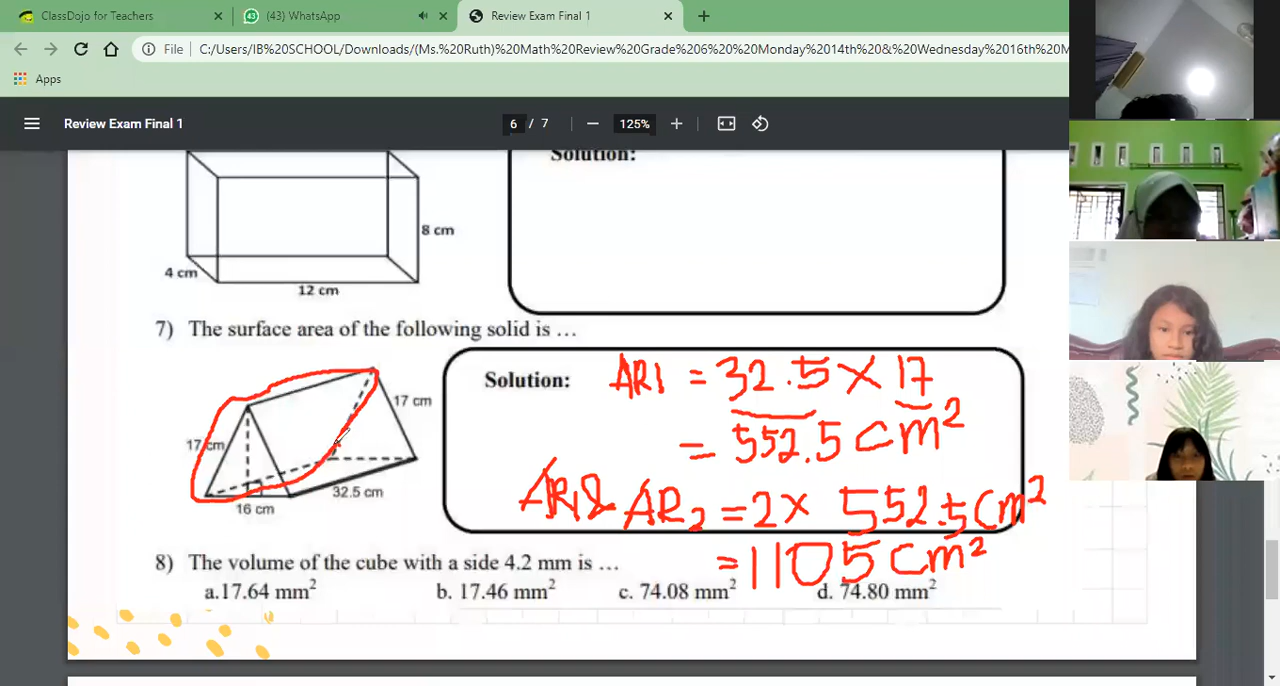 ClassDojo for Teachers
(43) WhatsApp
Review Exam Final 1
File
C:/Users/IB%20SCHOOL/Downloads/(Ms.%20Ruth)%20Math%20Review%20Grade%206%20%20Monday%2014th%20&%20Wednesday%2016th%20M
Apps
Review Exam Final 1
6 / 7
125%
Solution:
8 cm
4 cm
12 cm
7) The surface area of the following solid is …
Solution:
AR1 = 32.5 X 17
= 552.5 cm²
AR1 & AR2 = 2 x 552.5 cm²
= 1105 cm²
17 cm
17 cm
32.5 cm
16 cm
8) The volume of the cube with a side 4.2 mm is …
a.17.64 mm² b. 17.46 mm² c. 74.08 mm² d. 74.80 mm²